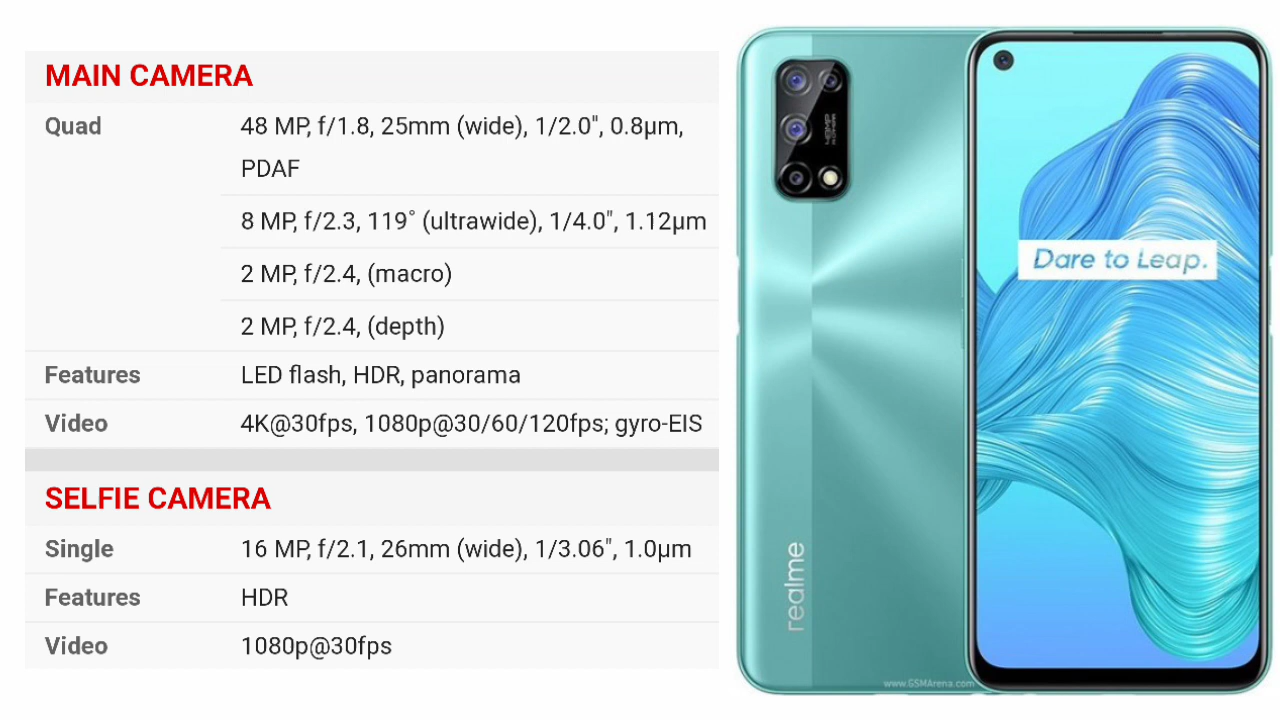 MAIN CAMERA
Quad 48 MP, f/1.8, 25mm (wide), 1/2.0", 0.8µm,
PDAF
8 MP, f/2.3, 119˚ (ultrawide), 1/4.0", 1.12µm
2 MP, f/2.4, (macro)
2 MP, f/2.4, (depth)
Features LED flash, HDR, panorama
Video 4K@30fps, 1080p@30/60/120fps; gyro-EIS
SELFIE CAMERA
Single 16 MP, f/2.1, 26mm (wide), 1/3.06", 1.0µm
Features HDR
Video 1080p@30fps
48MP
realme
Dare to Leap.
www.GSMArena.com